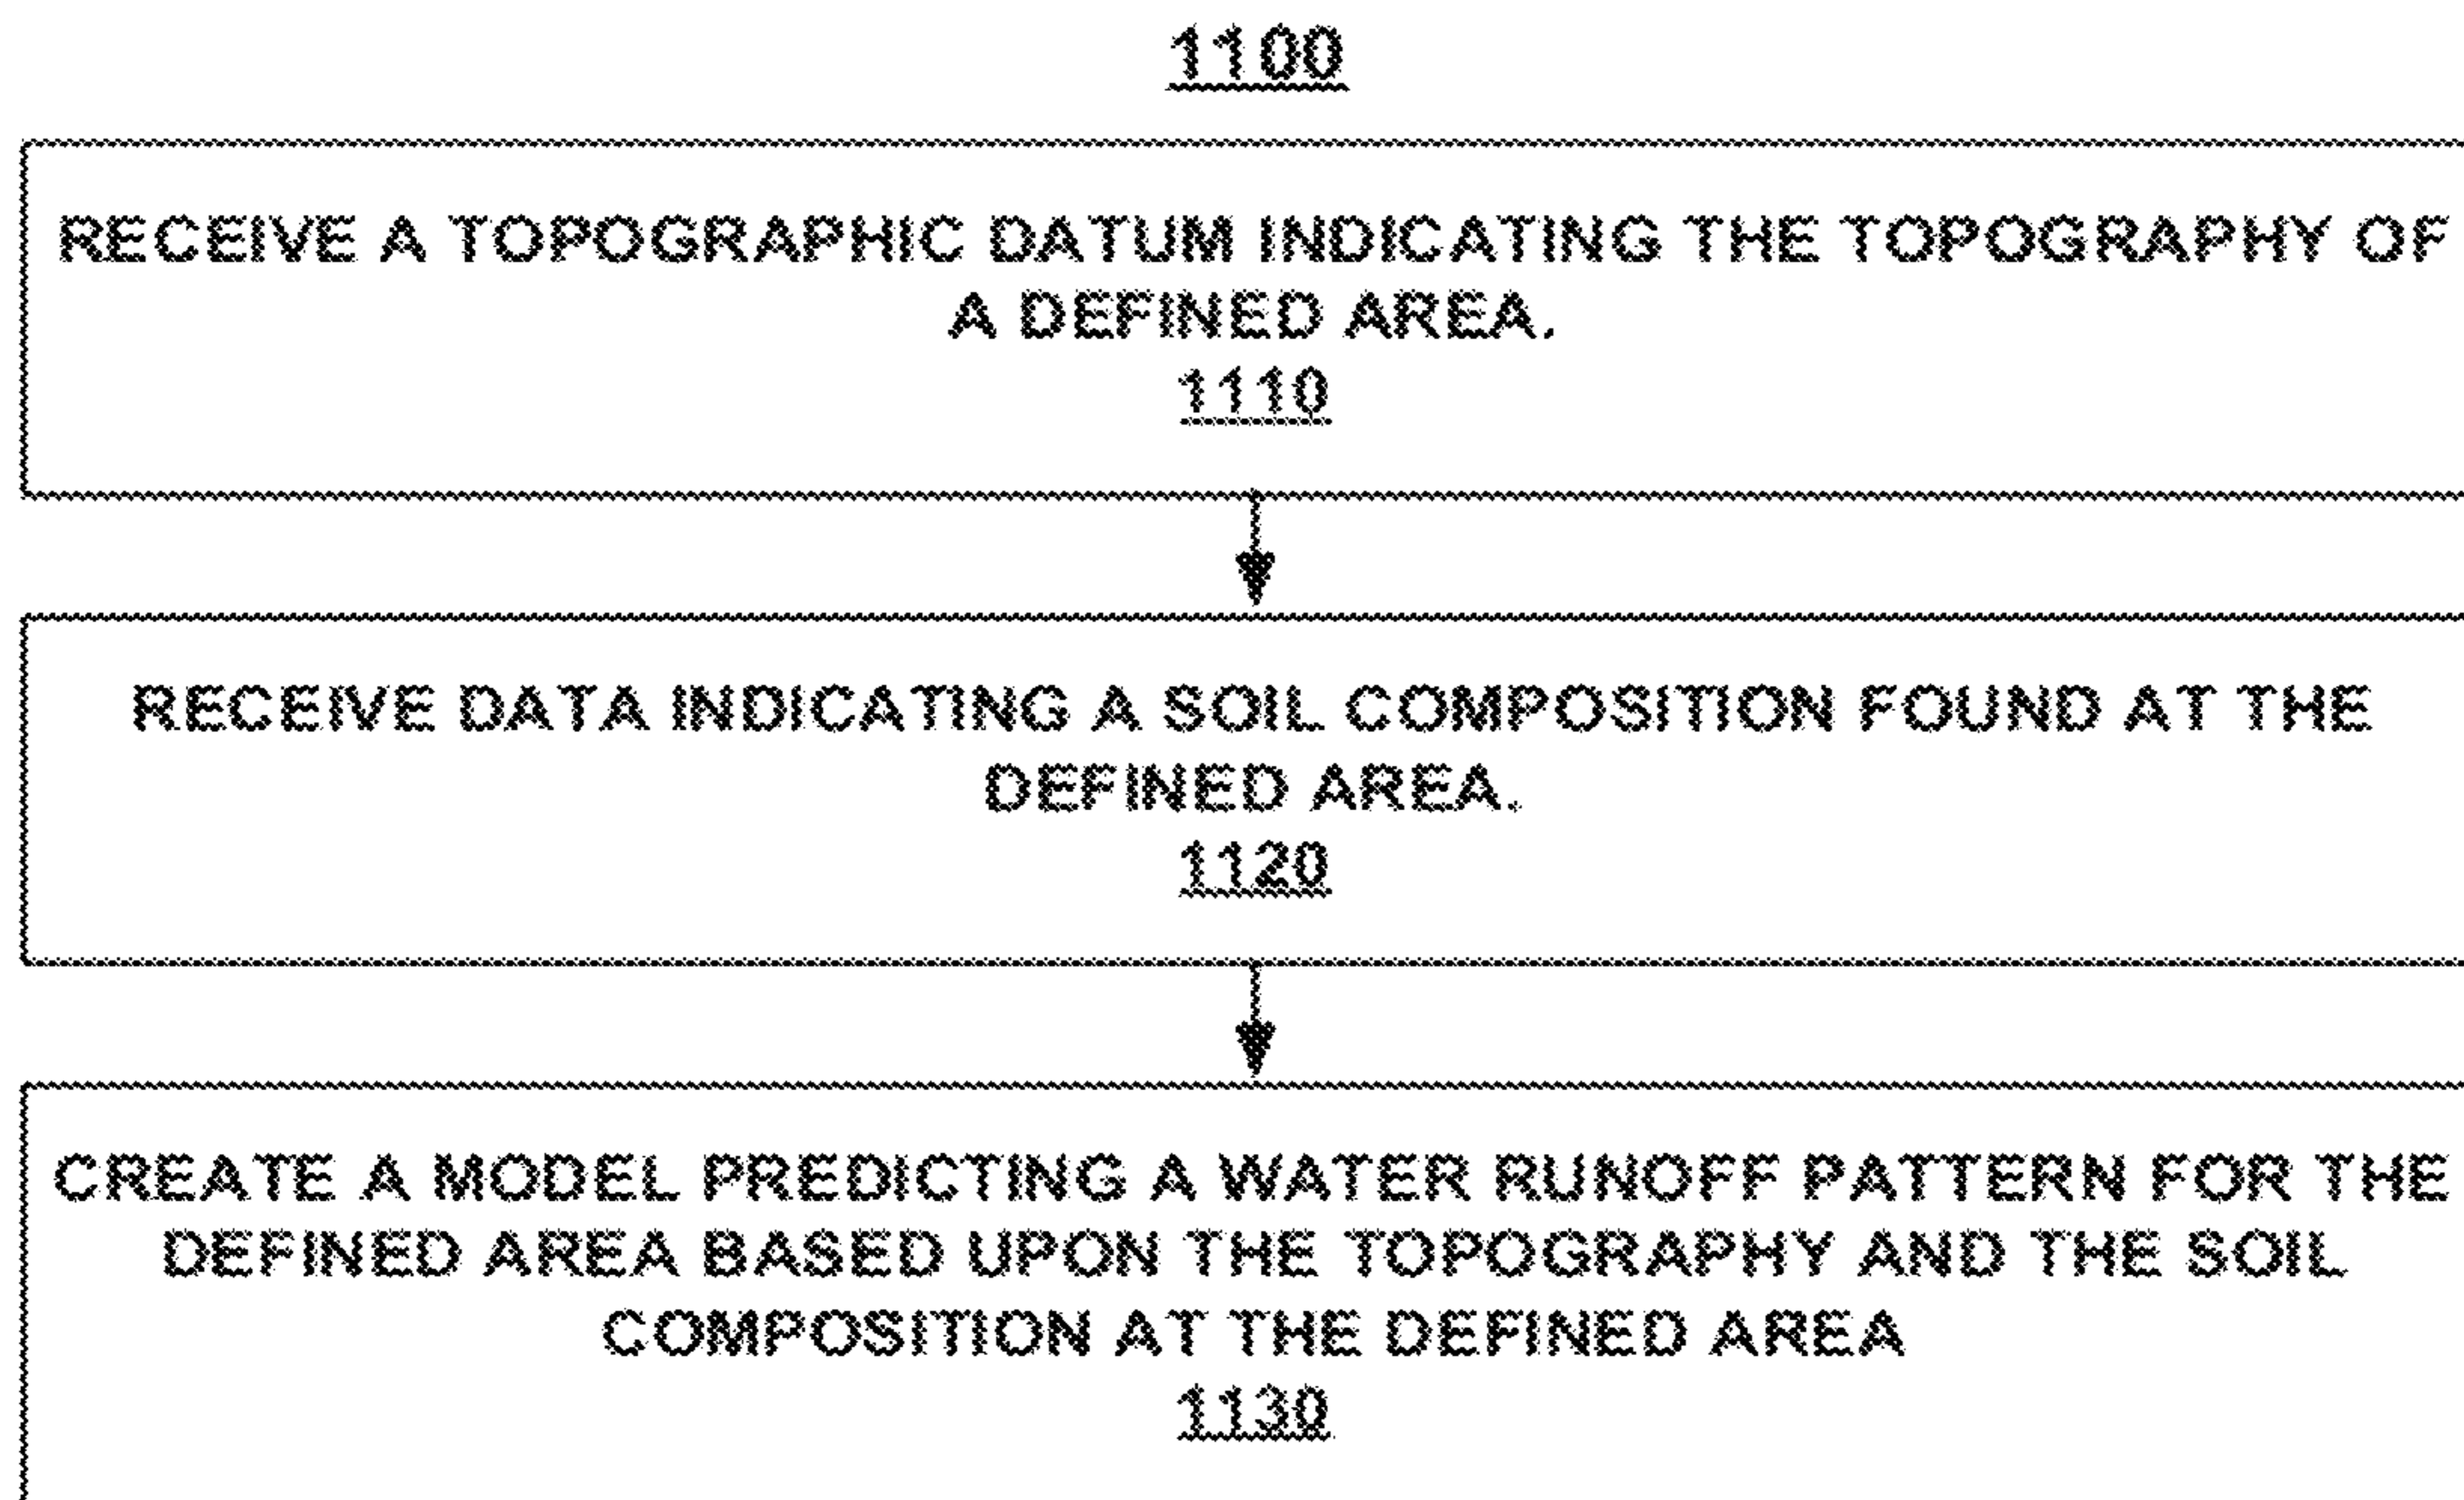 1100
RECEIVE A TOPOGRAPHIC DATUM INDICATING THE TOPOGRAPHY OF
A DEFINED AREA.
1110
RECEIVE DATA INDICATING A SOIL COMPOSITION FOUND AT THE
DEFINED AREA.
1120
CREATE A MODEL PREDICTING A WATER RUNOFF PATTERN FOR THE
DEFINED AREA BASED UPON THE TOPOGRAPHY AND THE SOIL
COMPOSITION AT THE DEFINED AREA
1130